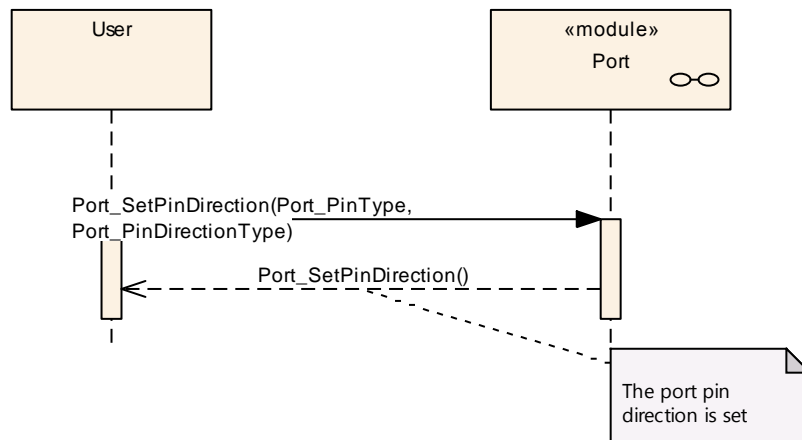 User
«module»
Port
Port_SetPinDirection(Port_PinType,
Port_PinDirectionType)
Port_SetPinDirection()
The port pin
direction is set